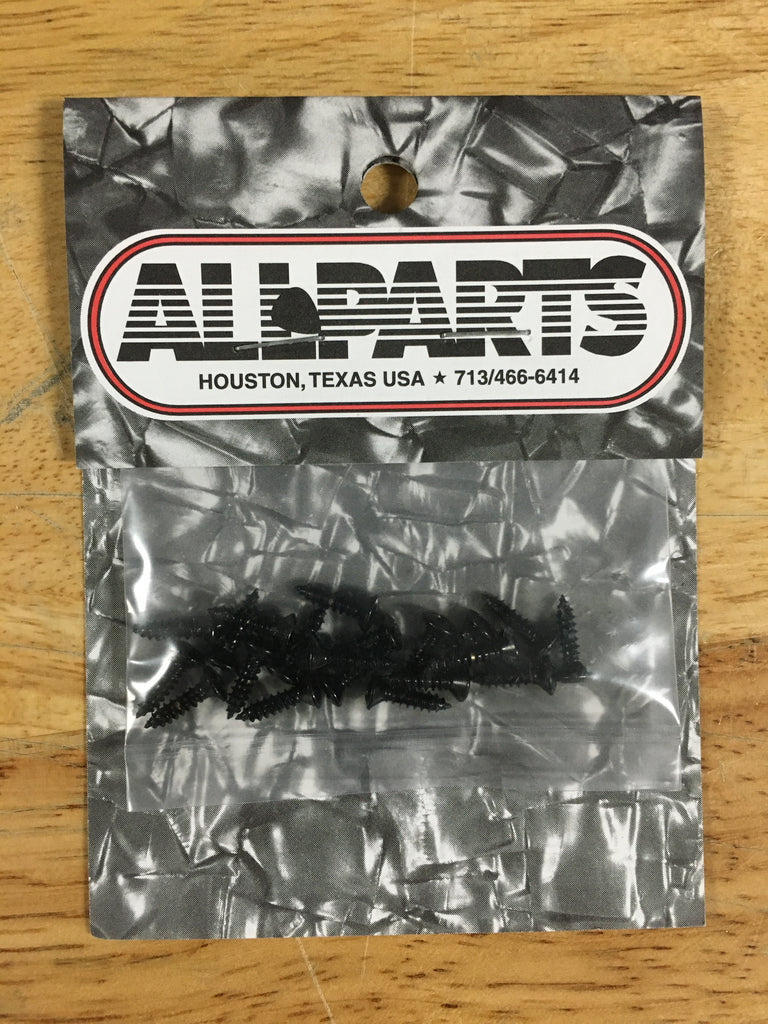 ALLPARTS
HOUSTON, TEXAS USA ★ 713/466-6414